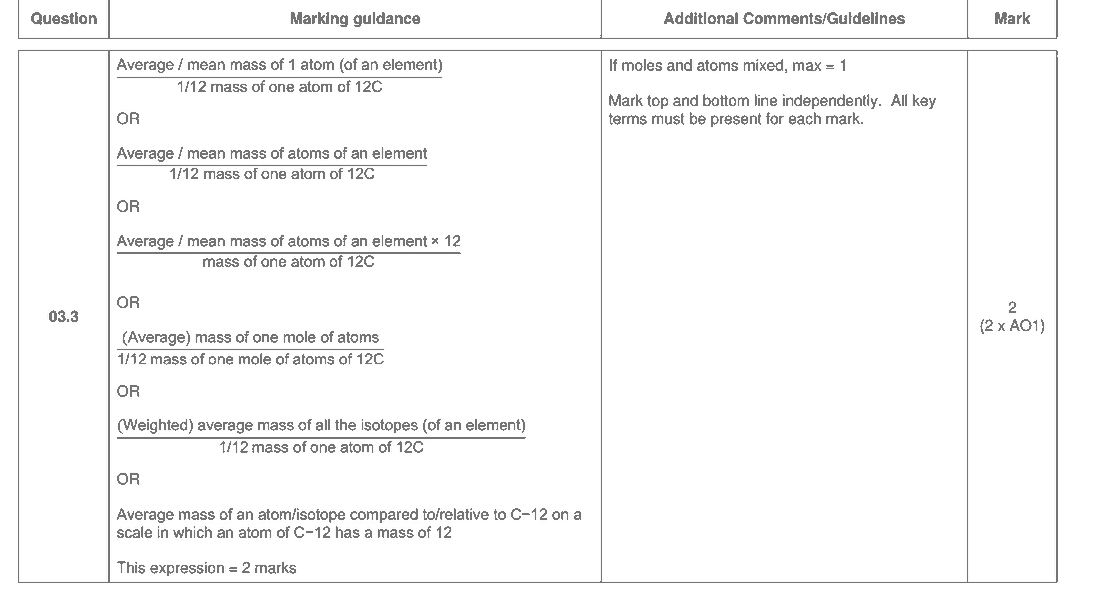 Question Marking guidance Additional Comments/Guidelines Mark
03.3
Average / mean mass of 1 atom (of an element)
1/12 mass of one atom of 12C
OR
Average / mean mass of atoms of an element
1/12 mass of one atom of 12C
OR
Average / mean mass of atoms of an element × 12
mass of one atom of 12C
OR
(Average) mass of one mole of atoms
1/12 mass of one mole of atoms of 12C
OR
(Weighted) average mass of all the isotopes (of an element)
1/12 mass of one atom of 12C
OR
Average mass of an atom/isotope compared to/relative to C−12 on a
scale in which an atom of C−12 has a mass of 12
This expression = 2 marks
If moles and atoms mixed, max = 1
Mark top and bottom line independently. All key
terms must be present for each mark.
2
(2 x AO1)